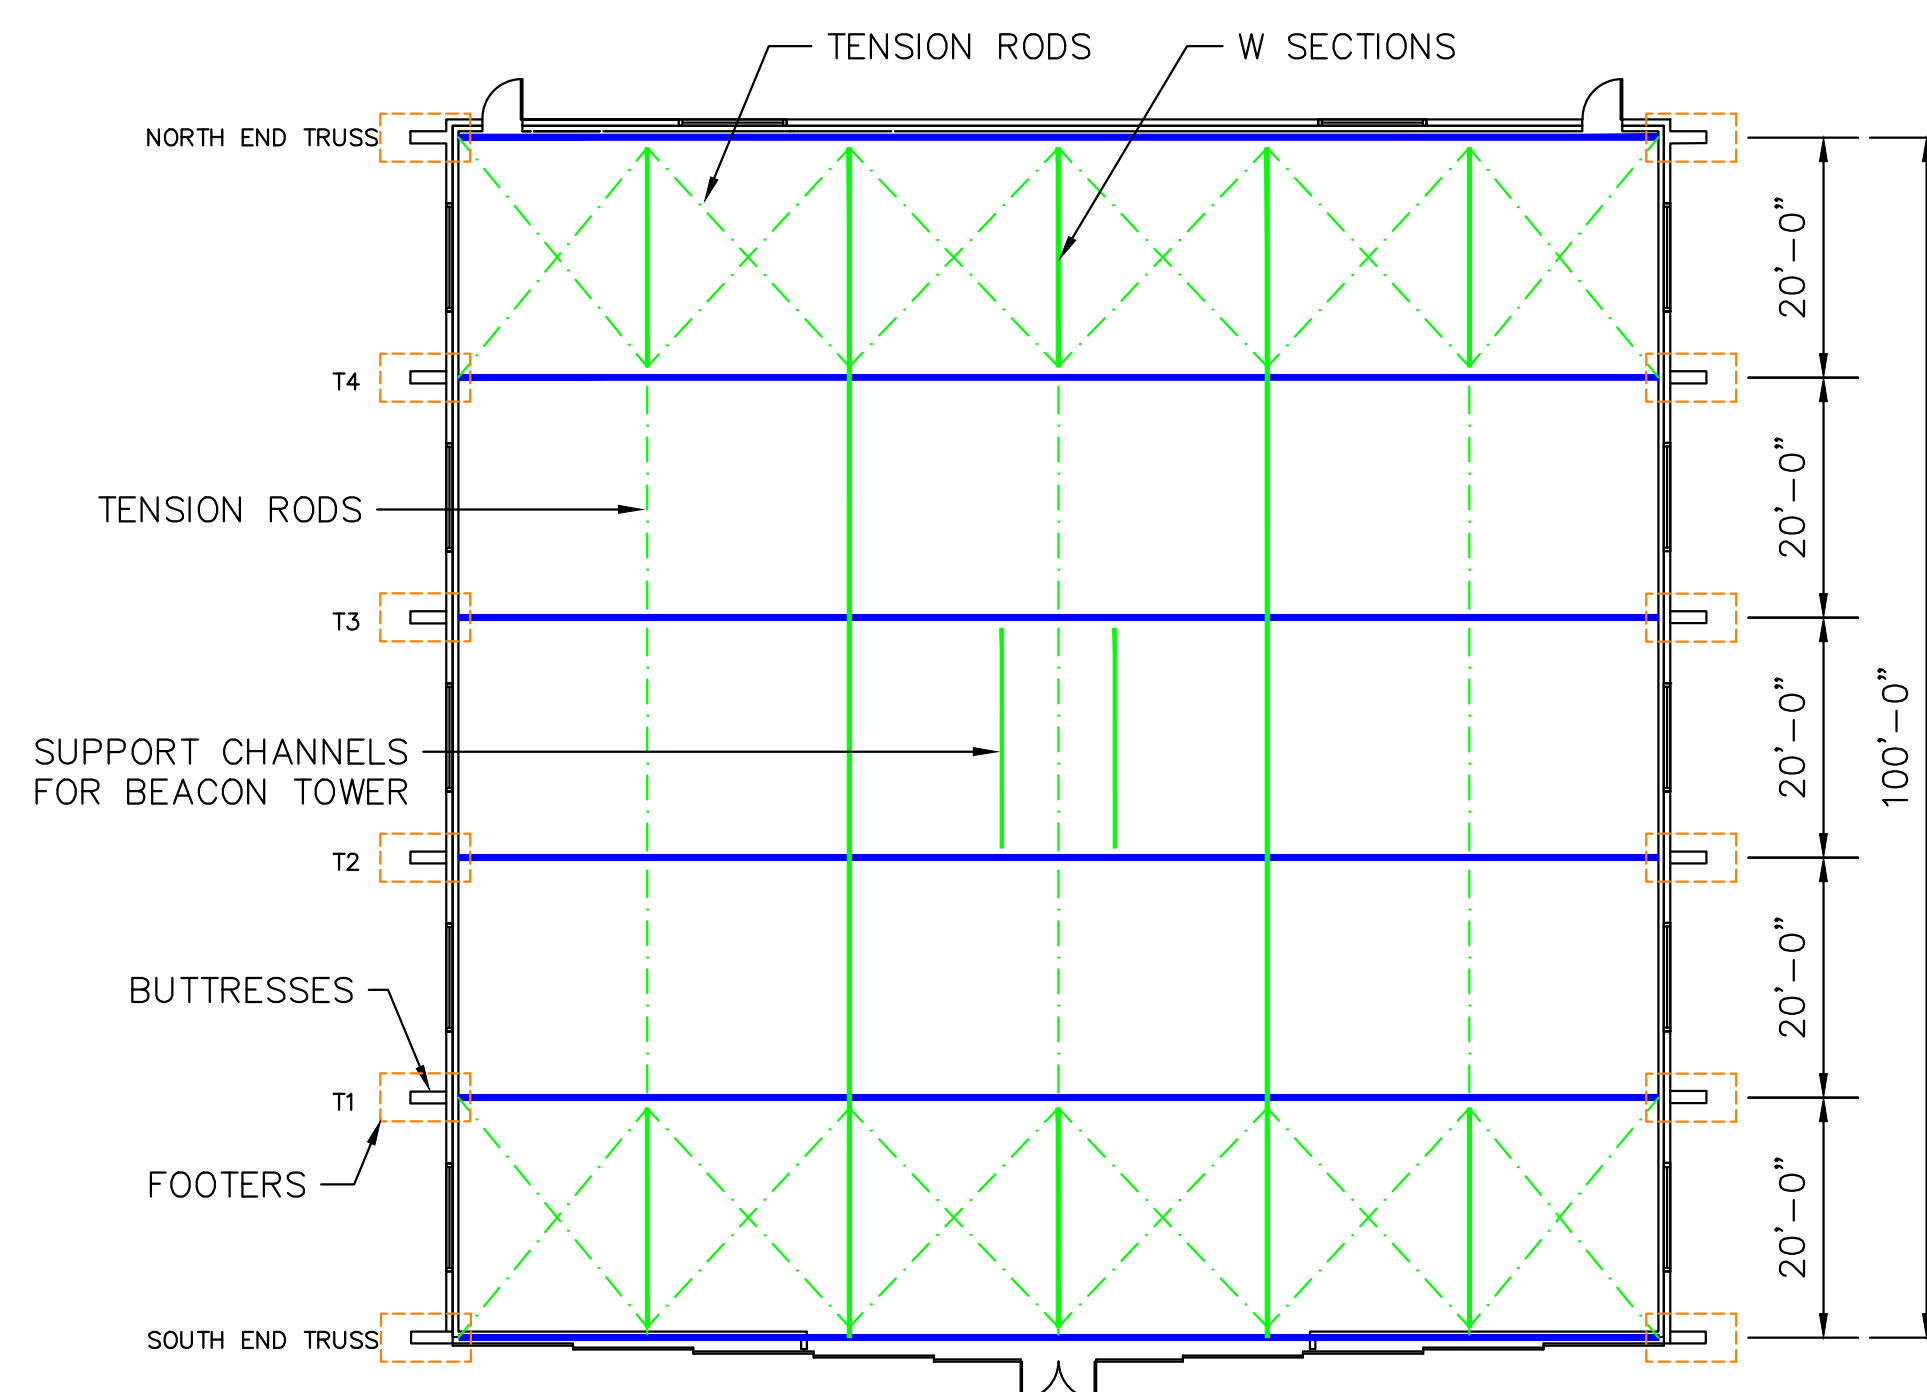 TENSION RODS
W SECTIONS
NORTH END TRUSS
20'-0"
T4
TENSION RODS
20'-0"
T3
SUPPORT CHANNELS
FOR BEACON TOWER
20'-0"
100'-0"
T2
BUTTRESSES
20'-0"
T1
FOOTERS
20'-0"
SOUTH END TRUSS